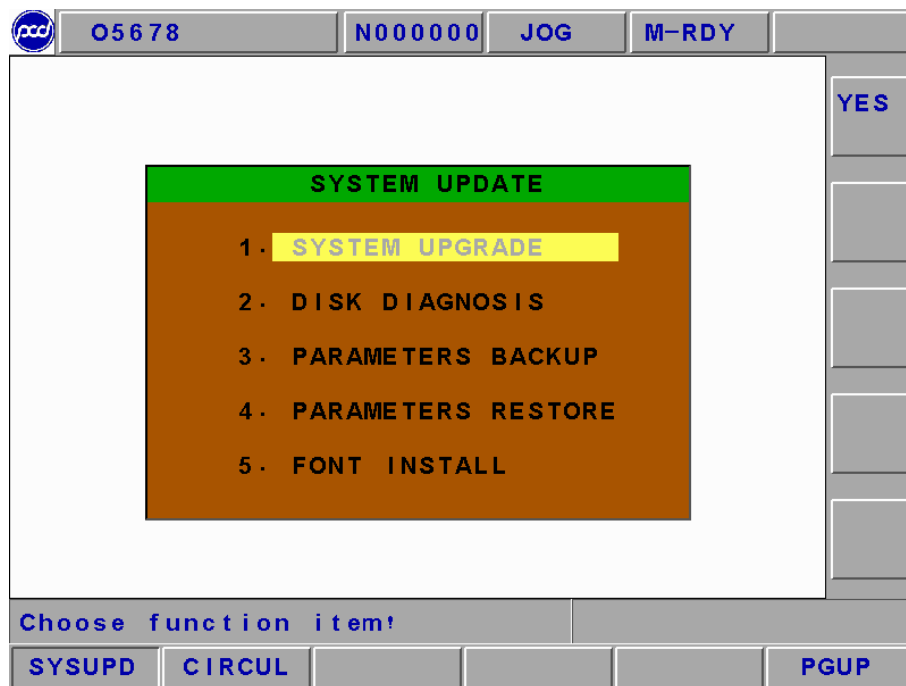 pcd O5678 N000000 JOG M-RDY
YES
SYSTEM UPDATE
1. SYSTEM UPGRADE
2. DISK DIAGNOSIS
3. PARAMETERS BACKUP
4. PARAMETERS RESTORE
5. FONT INSTALL
Choose function item!
SYSUPD CIRCUL PGUP